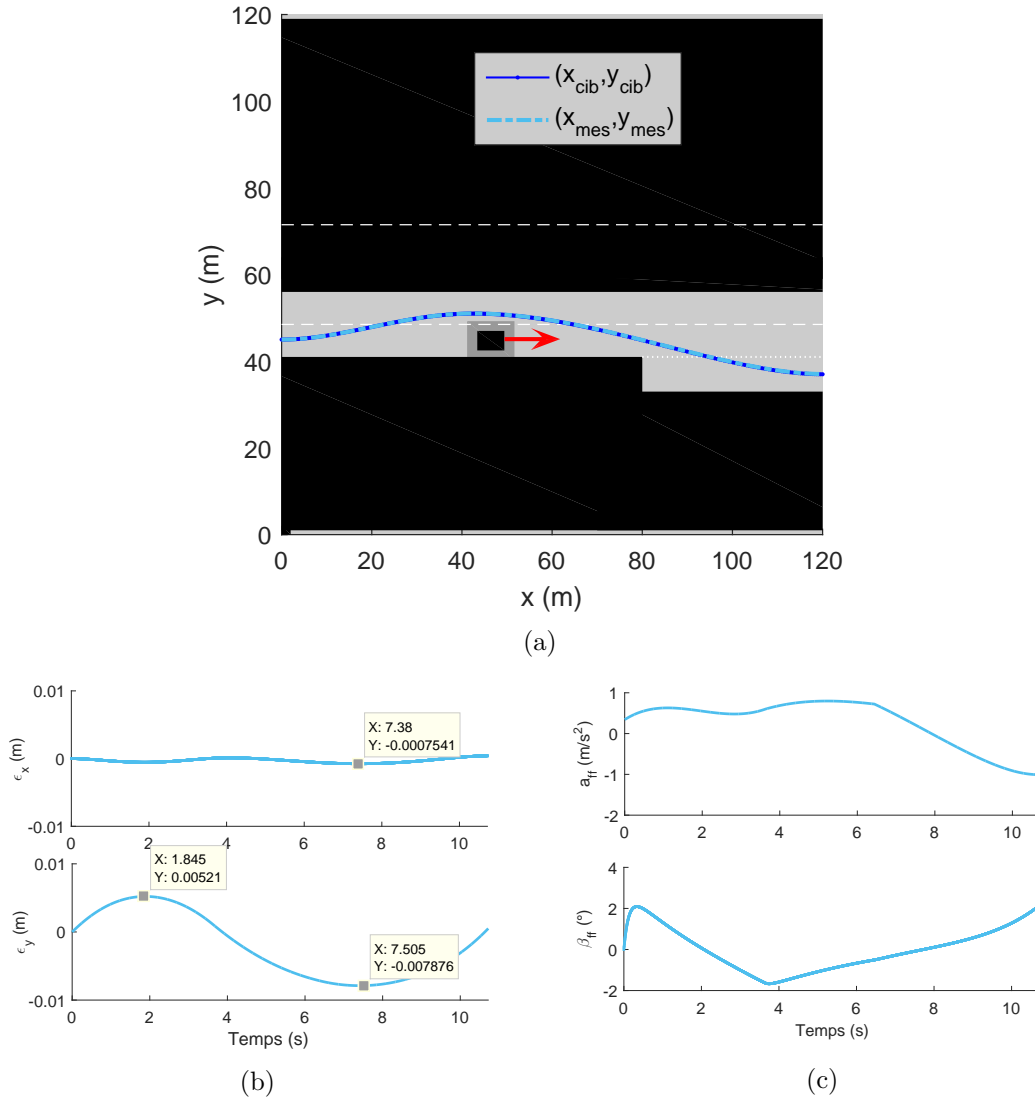 120
100
80
60
40
20
0
y (m)
(x_cib,y_cib)
(x_mes,y_mes)
0 20 40 60 80 100 120
x (m)
(a)
0.01
0
-0.01
ϵ_x (m)
X: 7.38
Y: -0.0007541
0 2 4 6 8 10
0.01
0
-0.01
ϵ_y (m)
X: 1.845
Y: 0.00521
X: 7.505
Y: -0.007876
0 2 4 6 8 10
Temps (s)
(b)
1
0
-1
-2
a_ff (m/s²)
0 2 4 6 8 10
4
2
0
-2
β_ff (°)
0 2 4 6 8 10
Temps (s)
(c)